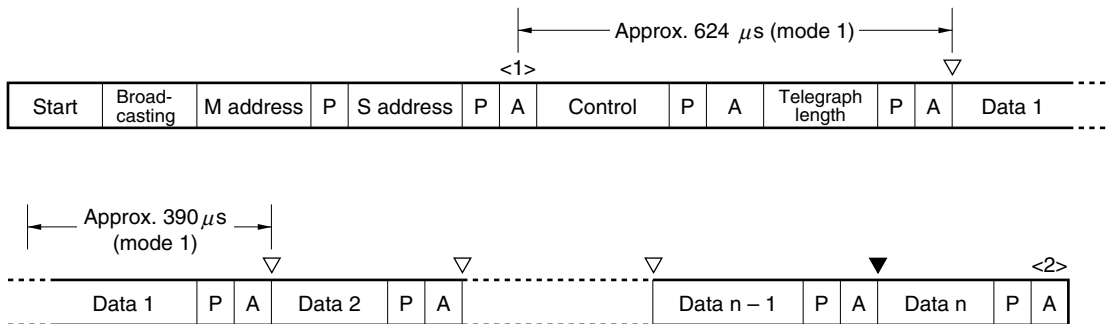 Approx. 624 μs (mode 1)
<1>
Start Broad-casting M address P S address P A Control P A Telegraph length P A Data 1
Approx. 390 μs
(mode 1)
<2>
Data 1 P A Data 2 P A Data n – 1 P A Data n P A